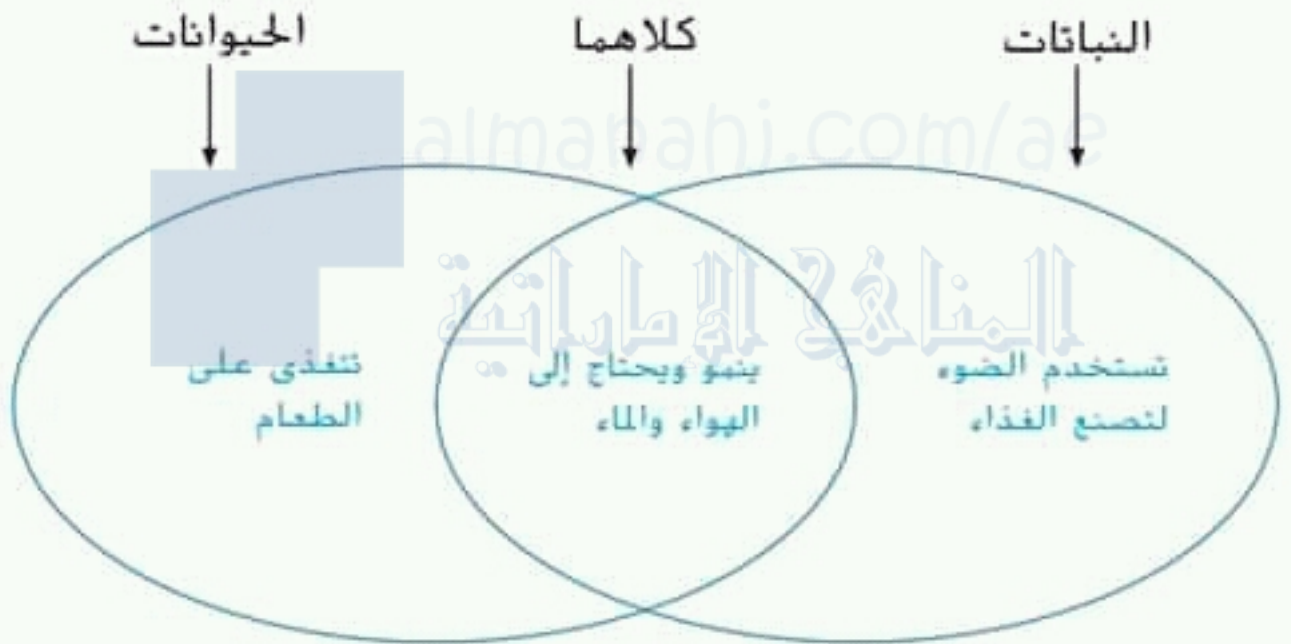 النباتات
كلاهما
الحيوانات
almanahj.com/ae
المناهج الإماراتية
تستخدم الضوء
لتصنع الغذاء
ينمو ويحتاج إلى
الهواء والماء
تتغذى على
الطعام